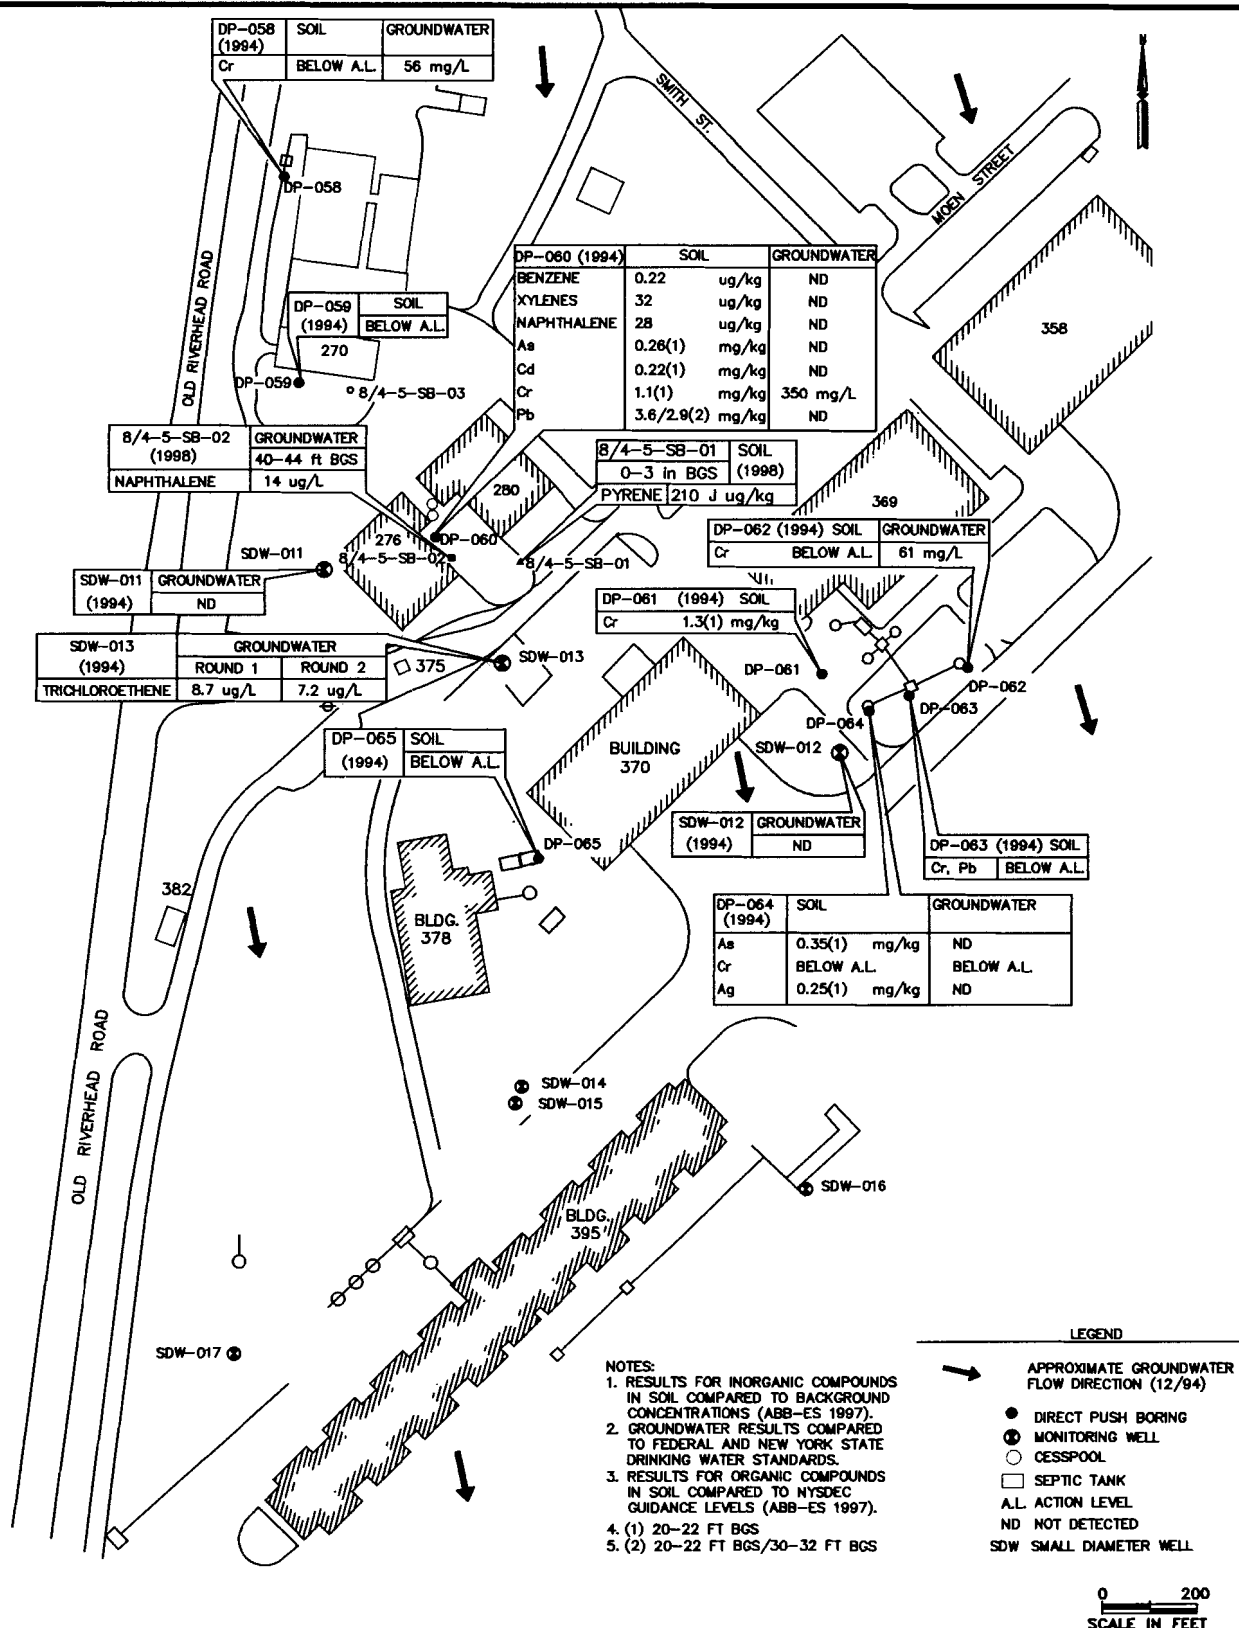 DP-058 SOIL GROUNDWATER
(1994)
Cr BELOW A.L. 56 mg/L
SMITH ST.
N
MOEN STREET
DP-058
OLD RIVERHEAD ROAD
DP-060 (1994) SOIL GROUNDWATER
BENZENE 0.22 ug/kg ND
XYLENES 32 ug/kg ND
NAPHTHALENE 28 ug/kg ND
As 0.26(1) mg/kg ND
Cd 0.22(1) mg/kg ND
Cr 1.1(1) mg/kg 350 mg/L
Pb 3.6/2.9(2) mg/kg ND
358
DP-059 SOIL
(1994) BELOW A.L.
270
DP-059
8/4-5-SB-03
8/4-5-SB-02 GROUNDWATER
(1998) 40-44 ft BGS
NAPHTHALENE 14 ug/L
8/4-5-SB-01 SOIL
0-3 in BGS (1998)
PYRENE 210 J ug/kg
280
369
276
DP-060
8/4-5-SB-02
8/4-5-SB-01
SDW-011
DP-062 (1994) SOIL GROUNDWATER
Cr BELOW A.L. 61 mg/L
SDW-011 GROUNDWATER
(1994) ND
DP-061 (1994) SOIL
Cr 1.3(1) mg/kg
SDW-013 GROUNDWATER
(1994) ROUND 1 ROUND 2
TRICHLOROETHENE 8.7 ug/L 7.2 ug/L
375
SDW-013
DP-061
DP-062
DP-063
DP-064
SDW-012
BUILDING
370
DP-065 SOIL
(1994) BELOW A.L.
SDW-012 GROUNDWATER
(1994) ND
DP-065
DP-063 (1994) SOIL
Cr, Pb BELOW A.L.
382
BLDG.
378
DP-064 SOIL GROUNDWATER
(1994)
As 0.35(1) mg/kg ND
Cr BELOW A.L. BELOW A.L.
Ag 0.25(1) mg/kg ND
OLD RIVERHEAD ROAD
SDW-014
SDW-015
SDW-016
BLDG.
395
SDW-017
NOTES:
1. RESULTS FOR INORGANIC COMPOUNDS
IN SOIL COMPARED TO BACKGROUND
CONCENTRATIONS (ABB-ES 1997).
2. GROUNDWATER RESULTS COMPARED
TO FEDERAL AND NEW YORK STATE
DRINKING WATER STANDARDS.
3. RESULTS FOR ORGANIC COMPOUNDS
IN SOIL COMPARED TO NYSDEC
GUIDANCE LEVELS (ABB-ES 1997).
4. (1) 20-22 FT BGS
5. (2) 20-22 FT BGS/30-32 FT BGS
LEGEND
APPROXIMATE GROUNDWATER
FLOW DIRECTION (12/94)
DIRECT PUSH BORING
MONITORING WELL
CESSPOOL
SEPTIC TANK
A.L. ACTION LEVEL
ND NOT DETECTED
SDW SMALL DIAMETER WELL
0 200
SCALE IN FEET